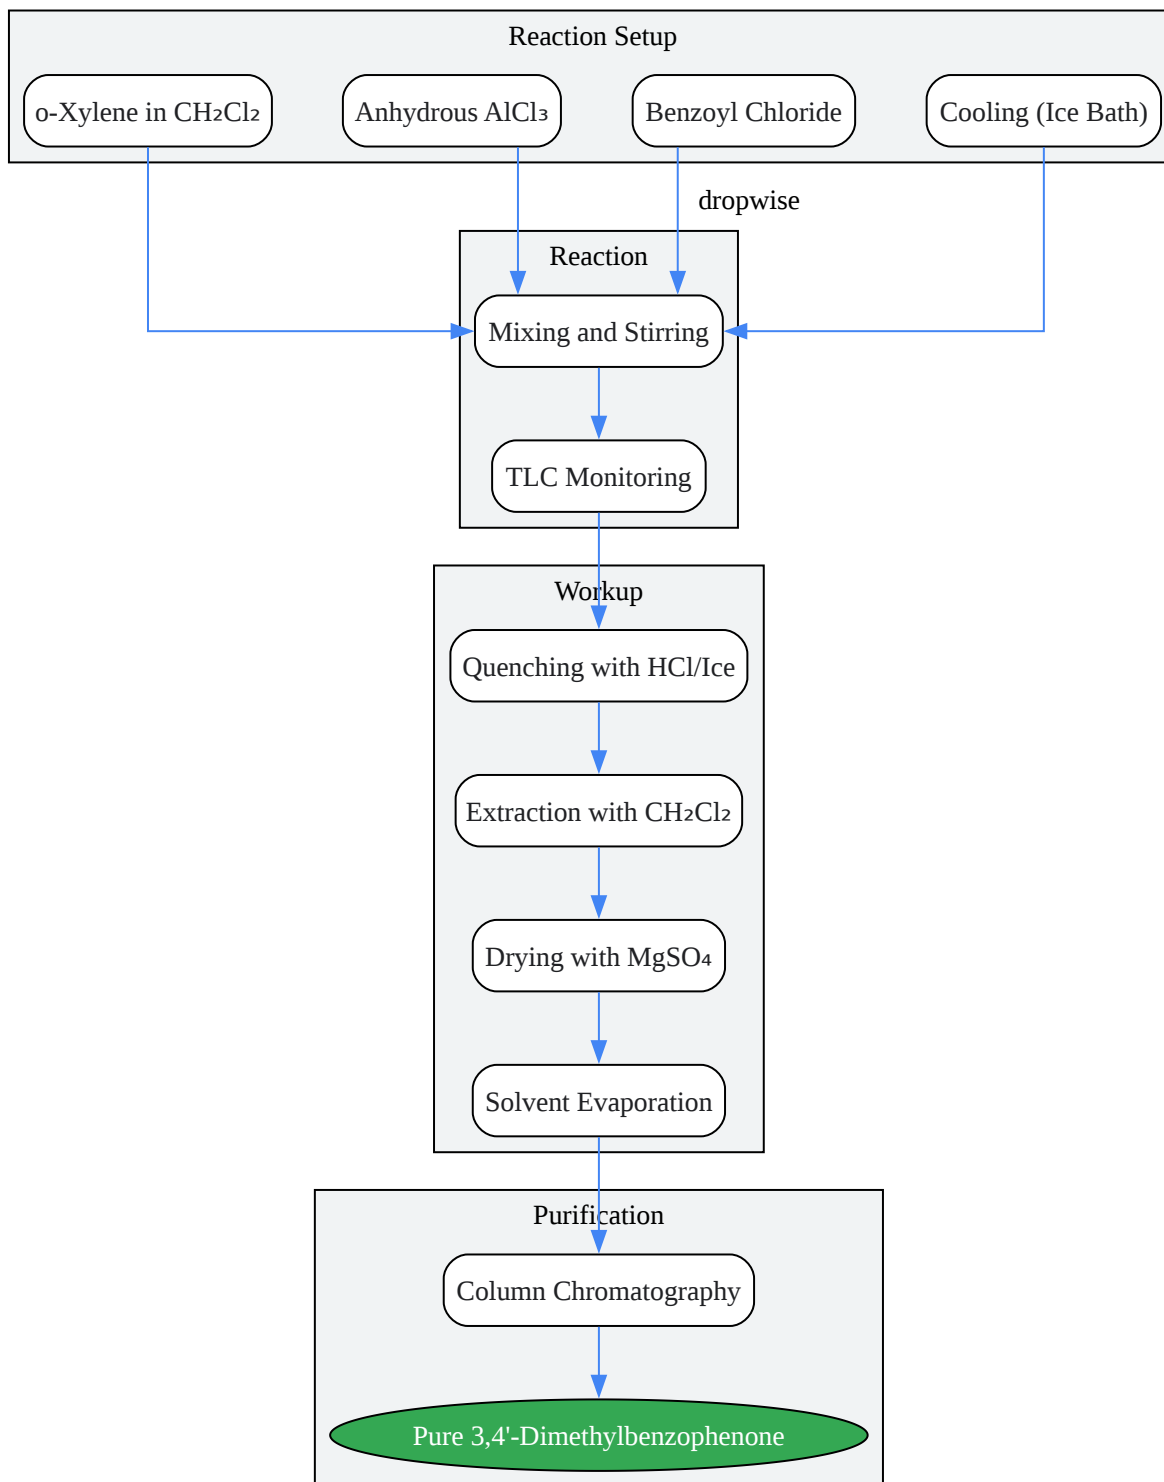 Reaction Setup
o-Xylene in CH₂Cl₂
Anhydrous AlCl₃
Benzoyl Chloride
Cooling (Ice Bath)
dropwise
Reaction
Mixing and Stirring
TLC Monitoring
Workup
Quenching with HCl/Ice
Extraction with CH₂Cl₂
Drying with MgSO₄
Solvent Evaporation
Purification
Column Chromatography
Pure 3,4'-Dimethylbenzophenone